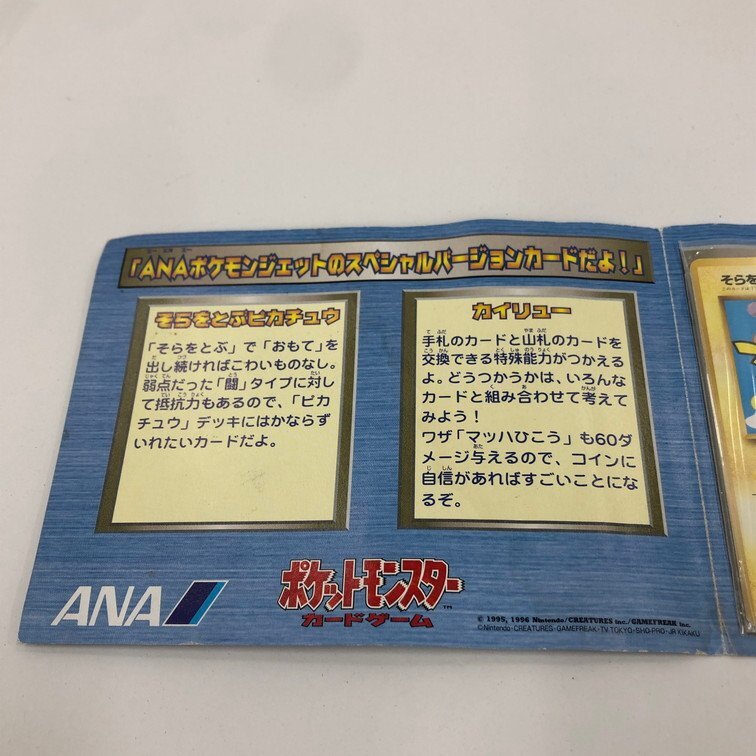 「ANAポケモンジェットのスペシャルバージョンカードだよ!」
そらをとぶピカチュウ
「そらをとぶ」で「おもて」を
出し続ければこわいものなし。
弱点だった「闘」タイプに対し
て抵抗力もあるので、「ピカ
チュウ」デッキにはかならず
いれたいカードだよ。
カイリュー
手札のカードと山札のカードを
交換できる特殊能力がつかえる
よ。どうつかうかは、いろんな
カードと組み合わせて考えて
みよう!
ワザ「マッハひこう」も60ダ
メージ与えるので、コインに
自信があればすごいことにな
るぞ。
ANA
ポケットモンスター™
カードゲーム
© 1995, 1996 Nintendo/CREATURES inc./GAMEFREAK inc.
©Nintendo・CREATURES・GAMEFREAK・TV TOKYO・SHO-PRO・JR KIKAKU
そらを
このカードは